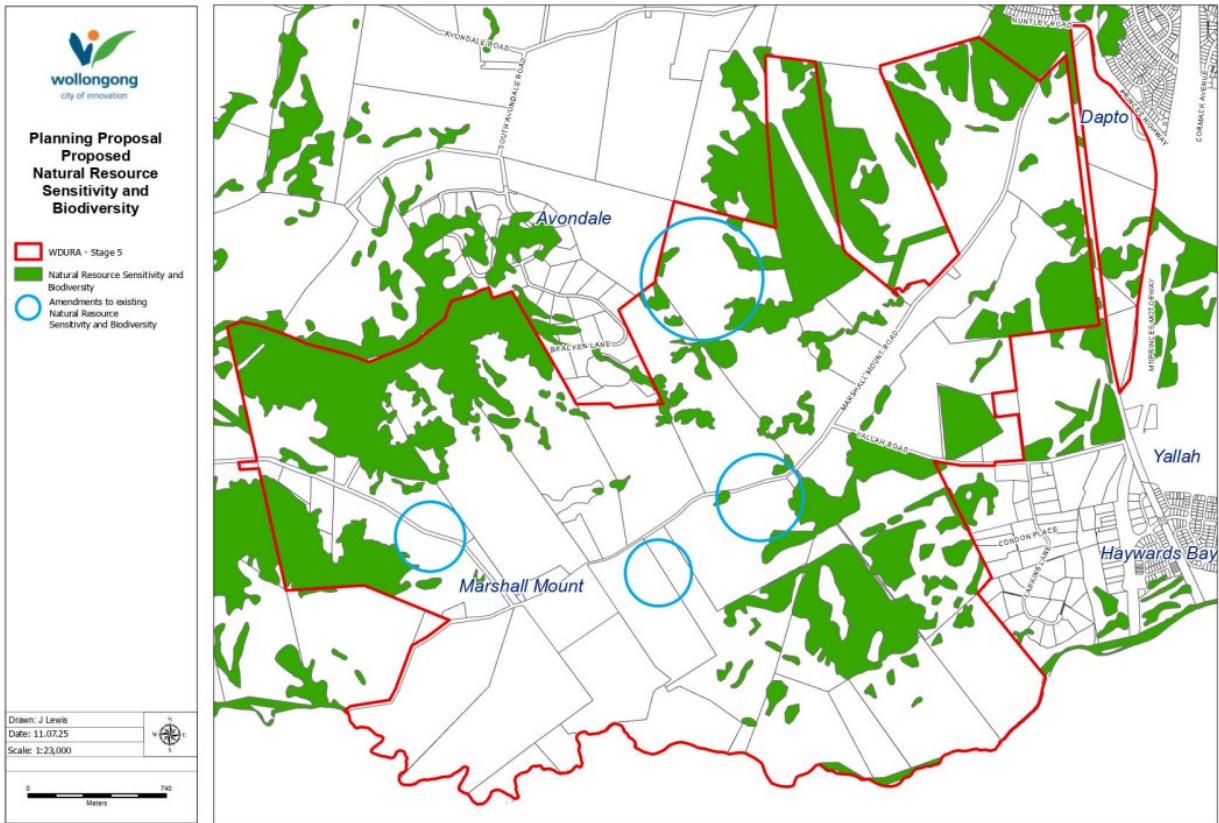 wollongong
city of innovation
Planning Proposal
Proposed
Natural Resource
Sensitivity and
Biodiversity
WDURA - Stage 5
Natural Resource Sensitivity and
Biodiversity
Amendments to existing
Natural Resource
Sensitivity and Biodiversity
Drawn: J Lewis
Date: 11.07.25
Scale: 1:23,000
N
W
E
S
0
740
Meters
HUNTLEY ROAD
AVONDALE ROAD
SOUTH AVONDALE ROAD
PRINCES HIGHWAY
CORMACK AVENUE
Dapto
Avondale
M1 PRINCES MOTORWAY
BRACKEN LANE
MARSHALL MOUNT ROAD
YALLAH ROAD
Yallah
CONDON PLACE
LARKINS LANE
Haywards Bay
Marshall Mount